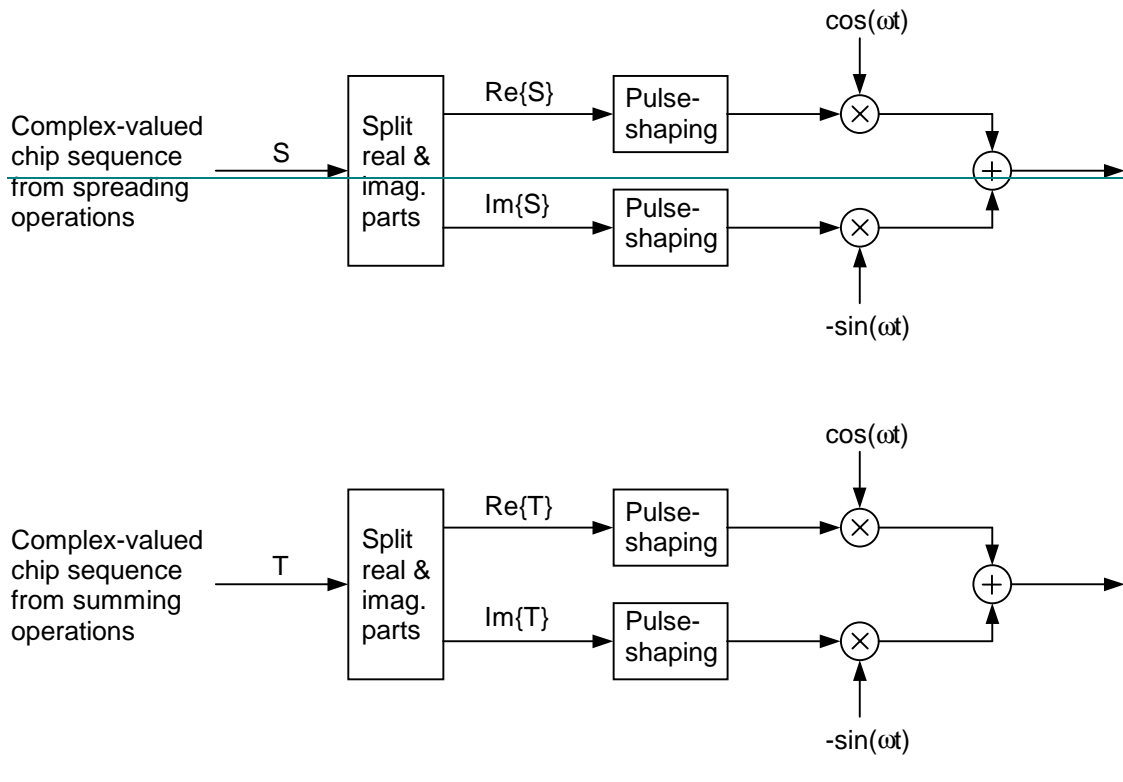 cos(ωt)
Complex-valued
chip sequence
from spreading
operations
S
Split
real &
imag.
parts
Re{S}
Im{S}
Pulse-
shaping
Pulse-
shaping
-sin(ωt)
cos(ωt)
Complex-valued
chip sequence
from summing
operations
T
Split
real &
imag.
parts
Re{T}
Im{T}
Pulse-
shaping
Pulse-
shaping
-sin(ωt)